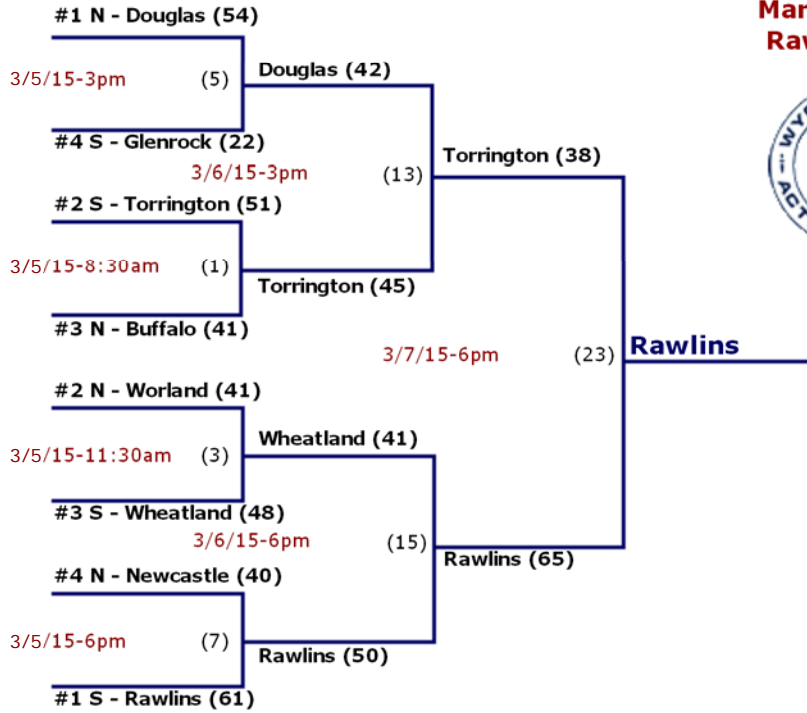 #1 N - Douglas (54)
3/5/15-3pm
(5)
Douglas (42)
#4 S - Glenrock (22)
3/6/15-3pm
(13)
Torrington (38)
#2 S - Torrington (51)
3/5/15-8:30am
(1)
Torrington (45)
#3 N - Buffalo (41)
3/7/15-6pm
(23)
Rawlins
#2 N - Worland (41)
3/5/15-11:30am
(3)
Wheatland (41)
#3 S - Wheatland (48)
3/6/15-6pm
(15)
Rawlins (65)
#4 N - Newcastle (40)
3/5/15-6pm
(7)
Rawlins (50)
#1 S - Rawlins (61)